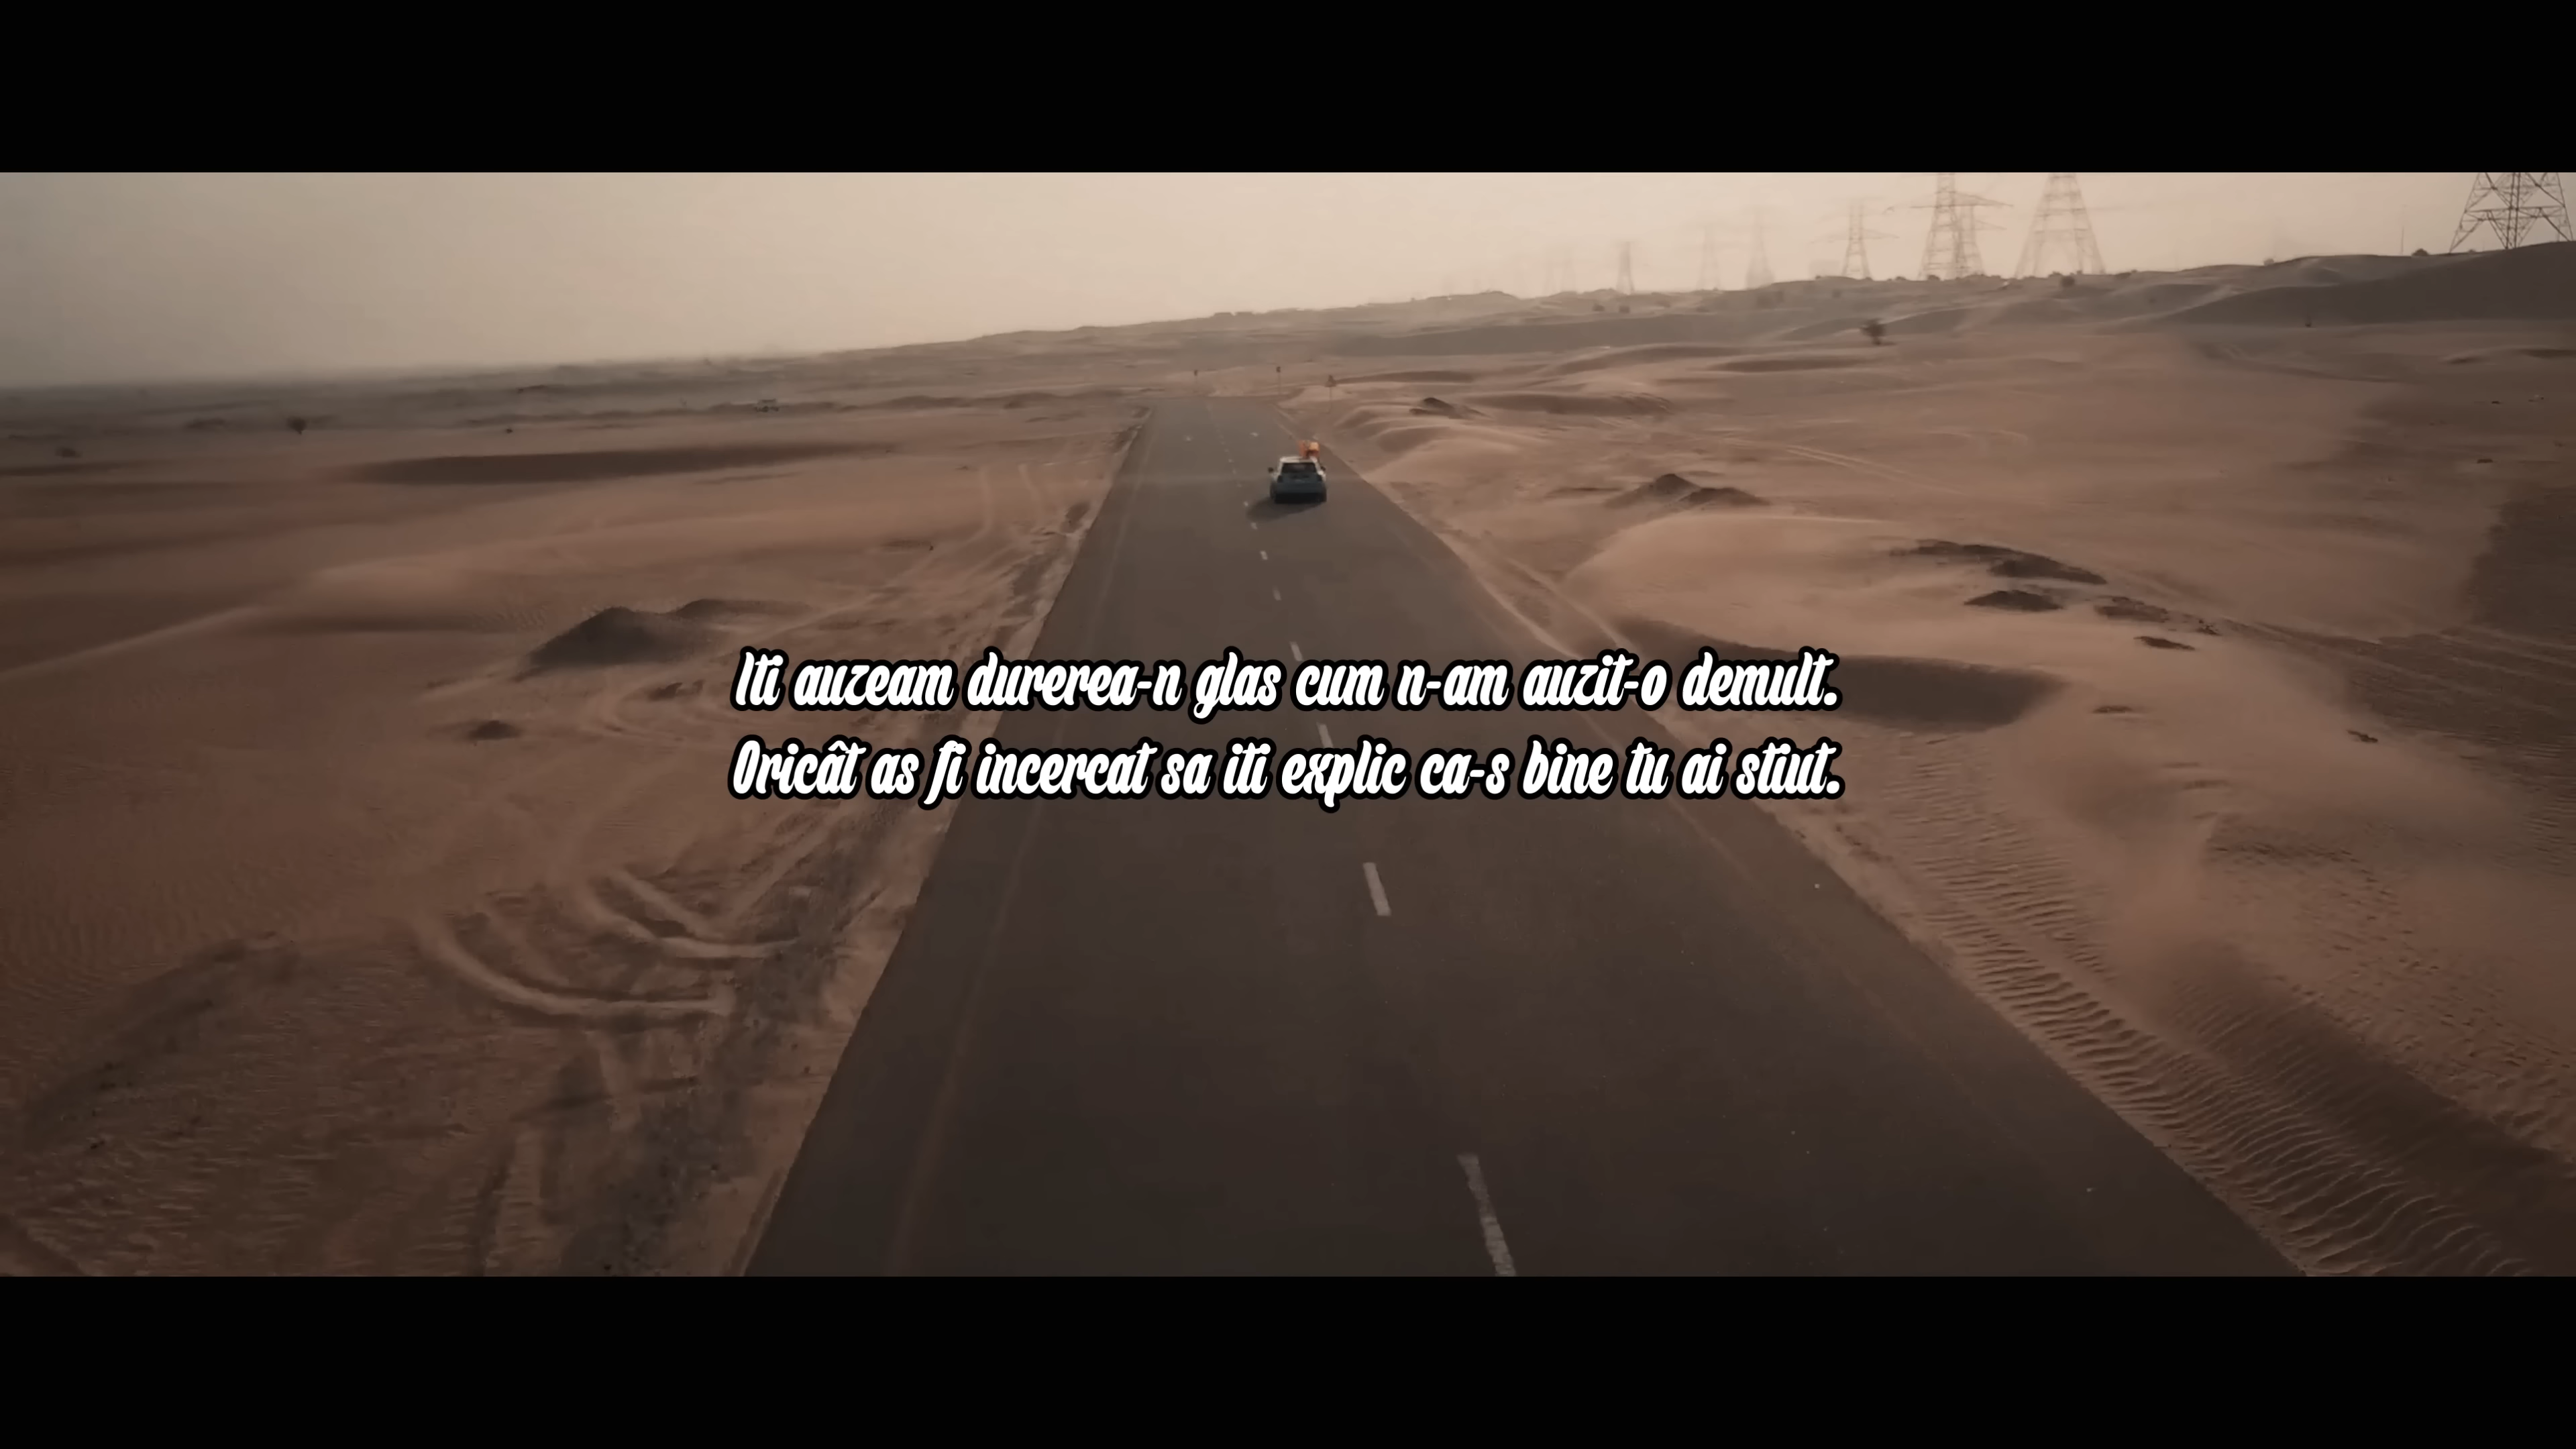 Iti auzeam durerea-n glas cum n-am auzit-o demult.
Oricât as fi incercat sa iti explic ca-s bine tu ai stiut.